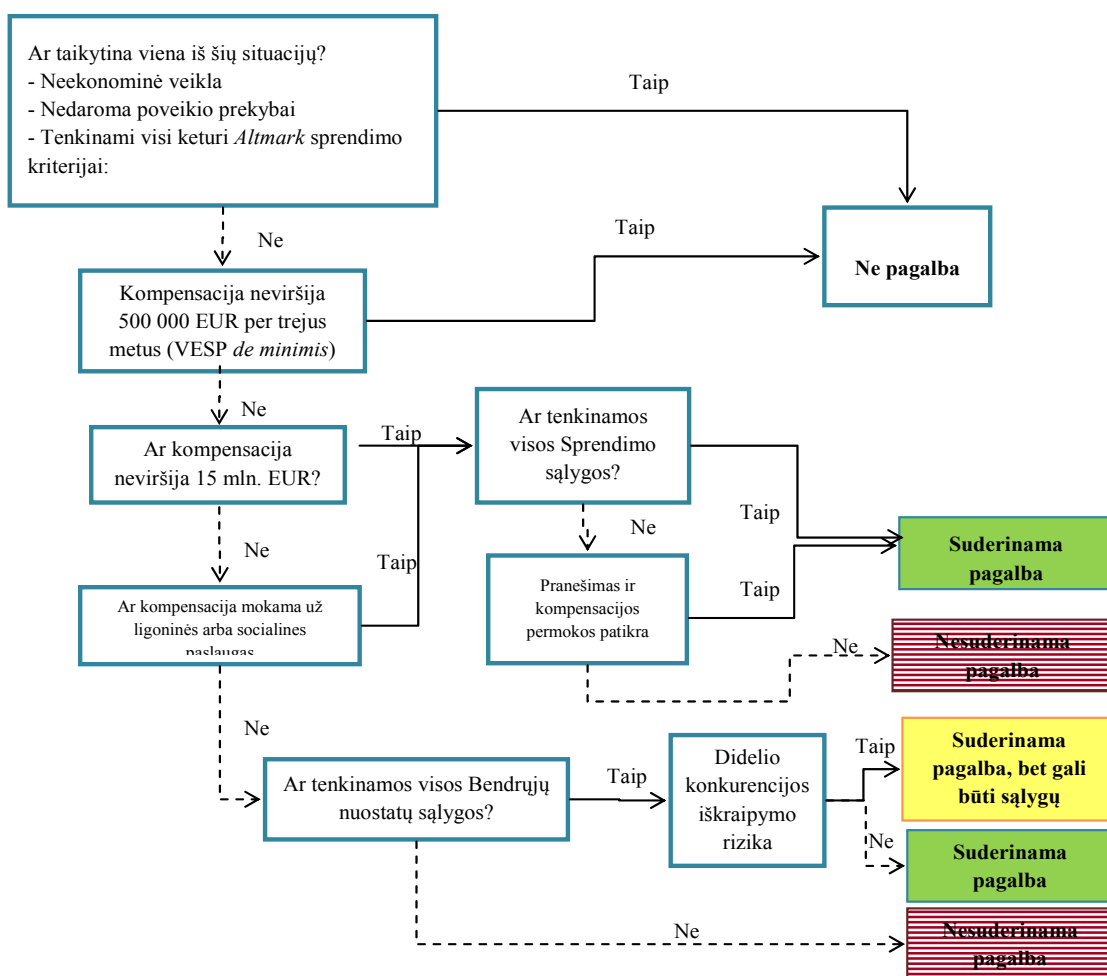 Ar taikytina viena iš šių situacijų?
- Neekonominė veikla
- Nedaroma poveikio prekybai
- Tenkinami visi keturi Altmark sprendimo
kriterijai:
Taip
Ne
Taip
Ne pagalba
Kompensacija neviršija
500 000 EUR per trejus
metus (VESP de minimis)
Ne
Ar kompensacija
neviršija 15 mln. EUR?
Taip
Ar tenkinamos
visos Sprendimo
sąlygos?
Ne
Ne
Taip
Taip
Taip
Suderinama
pagalba
Ar kompensacija mokama už
ligoninės arba socialines
paslaugas
Pranešimas ir
kompensacijos
permokos patikra
Ne
Nesuderinama
pagalba
Ne
Ar tenkinamos visos Bendrųjų
nuostatų sąlygos?
Taip
Didelio
konkurencijos
iškraipymo
rizika
Taip
Suderinama
pagalba, bet gali
būti sąlygų
Ne
Suderinama
pagalba
Ne
Nesuderinama
pagalba